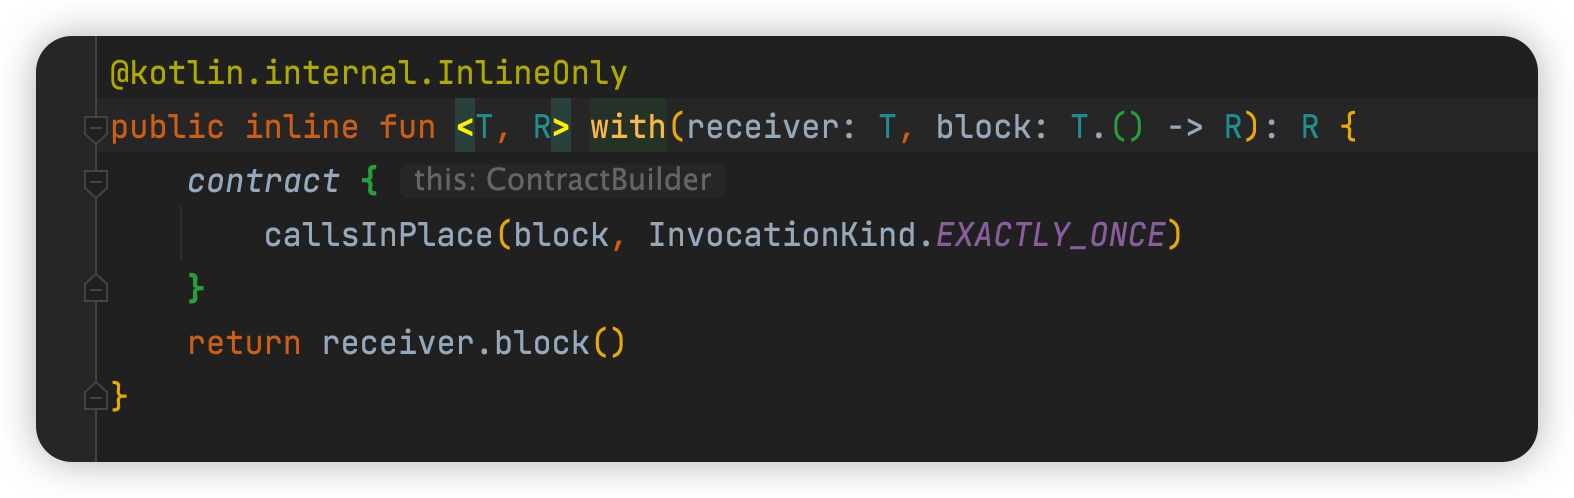 @kotlin.internal.InlineOnly
public inline fun <T, R> with(receiver: T, block: T.() -> R): R {
contract { this: ContractBuilder
callsInPlace(block, InvocationKind.EXACTLY_ONCE)
}
return receiver.block()
}